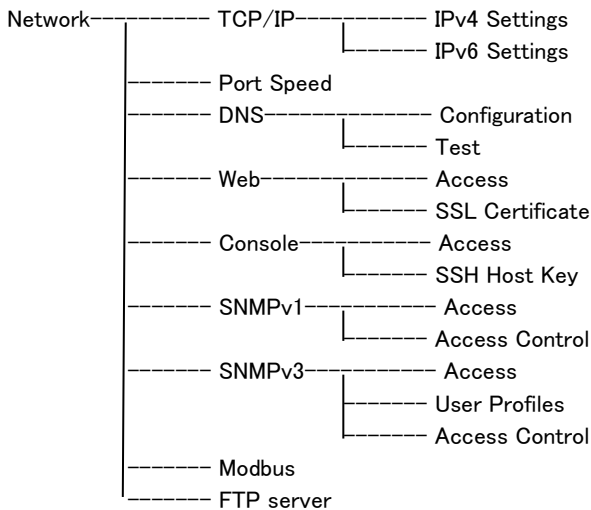 Network TCP/IP IPv4 Settings
IPv6 Settings
Port Speed
DNS Configuration
Test
Web Access
SSL Certificate
Console Access
SSH Host Key
SNMPv1 Access
Access Control
SNMPv3 Access
User Profiles
Access Control
Modbus
FTP server